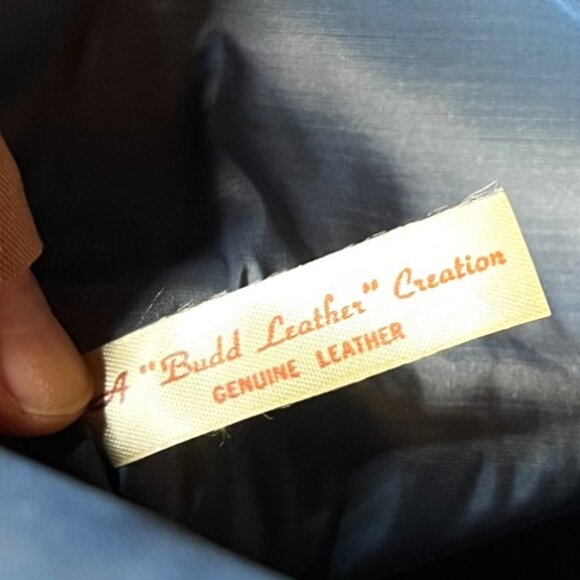 A "Budd Leather" Creation
GENUINE LEATHER